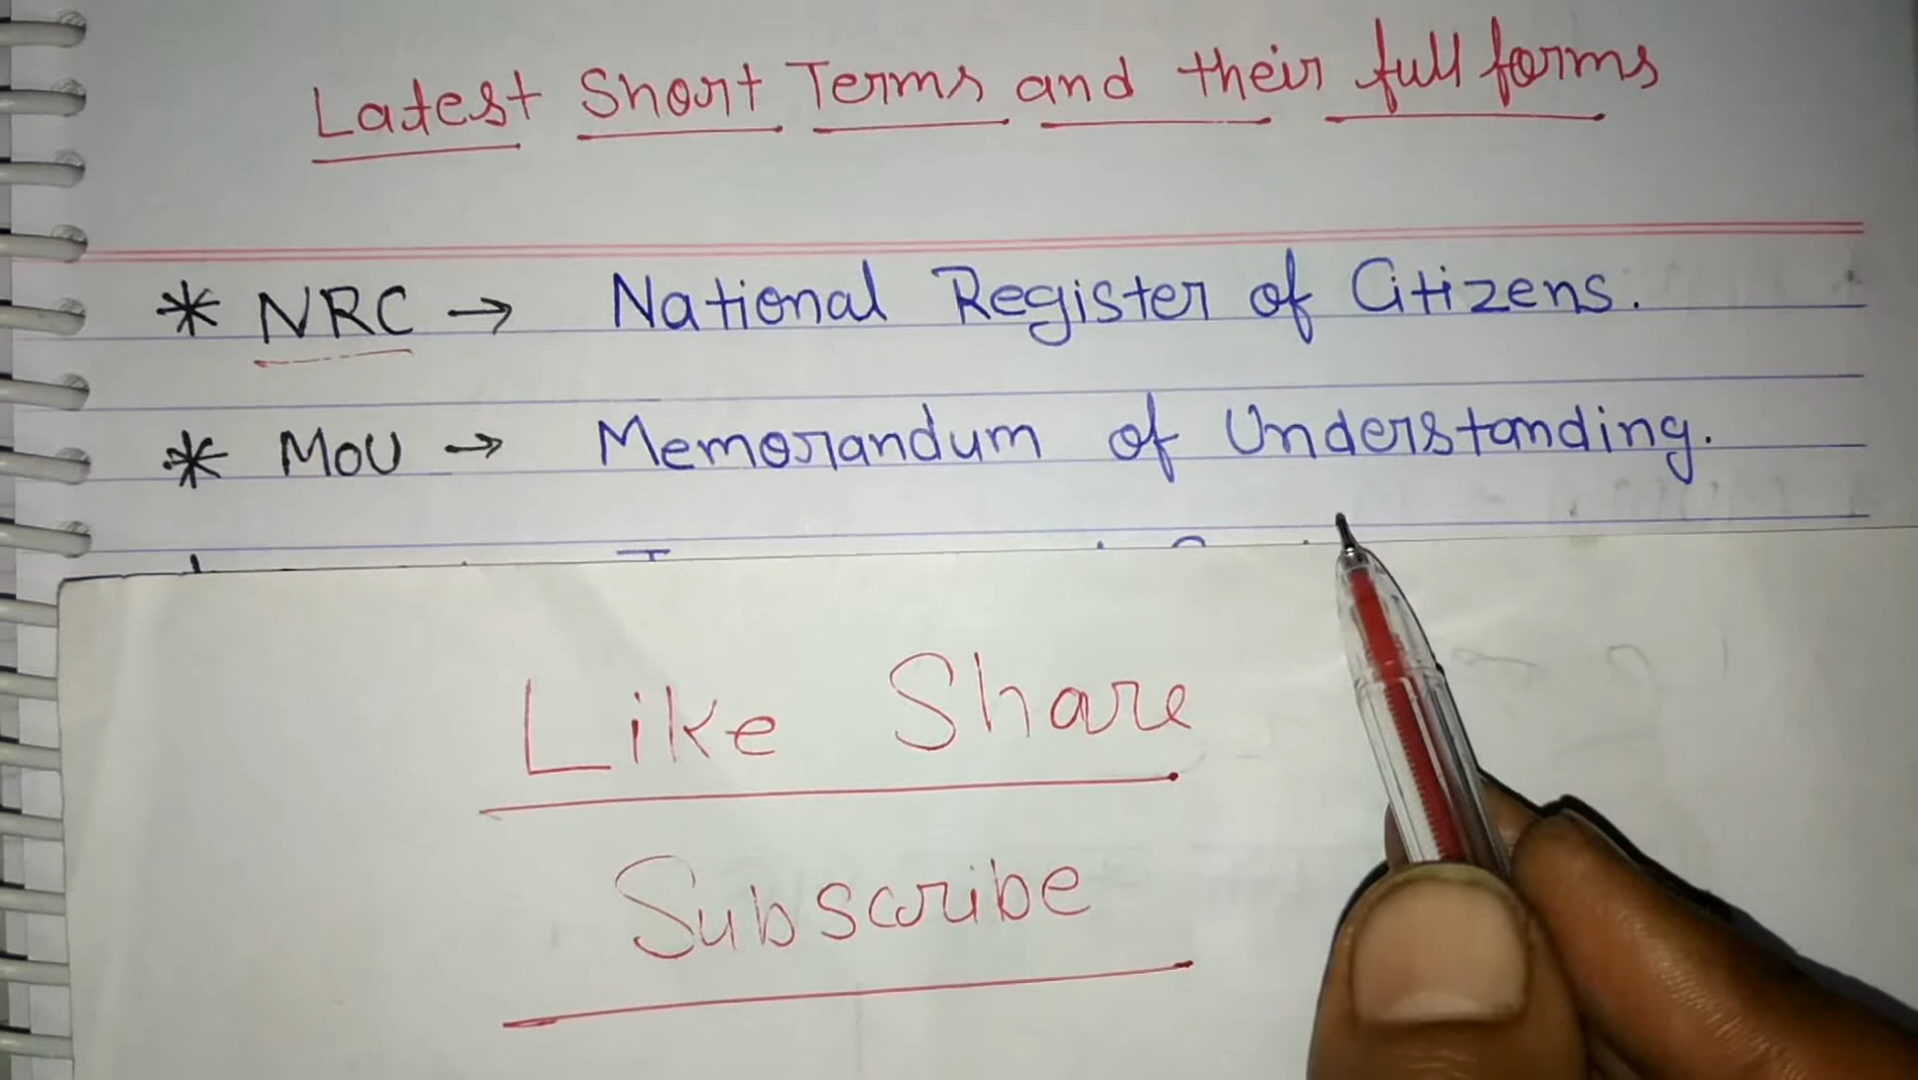 Latest Short Terms and their full forms
* NRC → National Register of Citizens.
* MoU → Memorandum of Understanding.
Like Share
Subscribe